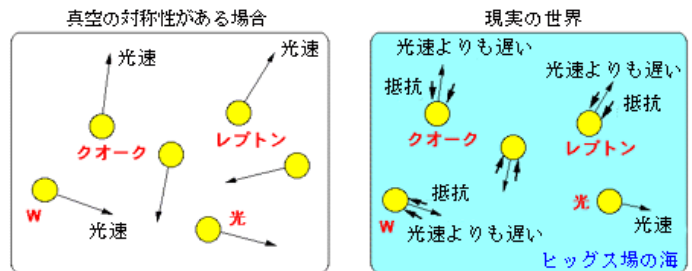 真空の対称性がある場合
光速
光速
クオーク
レプトン
W
光速
光
現実の世界
光速よりも遅い
光速よりも遅い
抵抗
抵抗
クオーク
レプトン
抵抗
W
光速よりも遅い
光
光速
ヒッグス場の海